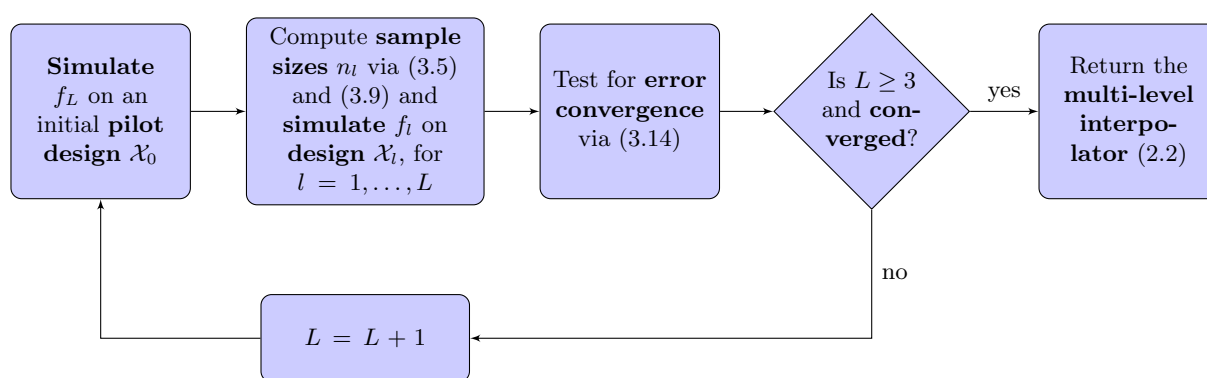 Simulate
f_L on an
initial pilot
design 𝒳_0
Compute sample
sizes n_l via (3.5)
and (3.9) and
simulate f_l on
design 𝒳_l, for
l = 1, . . . , L
Test for error
convergence
via (3.14)
Is L ≥ 3
and con-
verged?
yes
Return the
multi-level
interpo-
lator (2.2)
no
L = L + 1